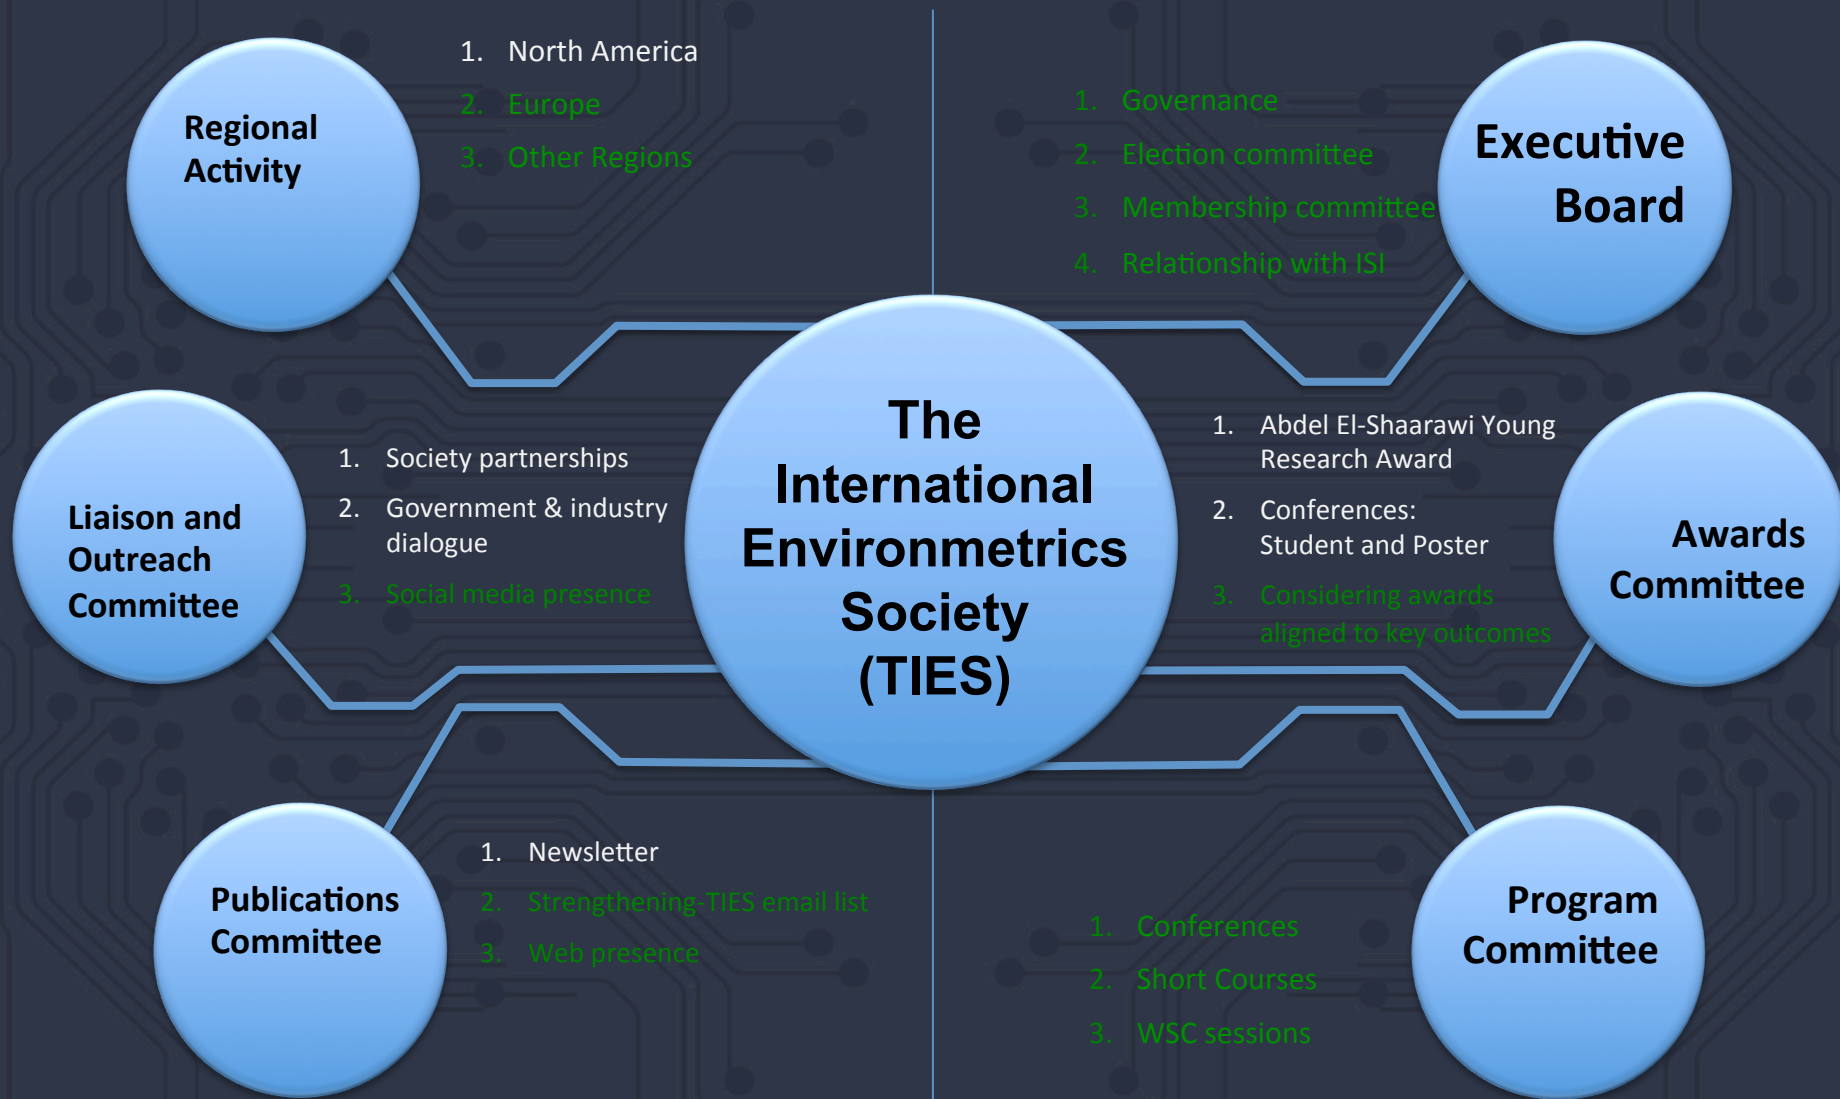 Regional
Activity
1. North America
2. Europe
3. Other Regions
1. Governance
2. Election committee
3. Membership committee
4. Relationship with ISI
Executive
Board
Liaison and
Outreach
Committee
1. Society partnerships
2. Government & industry
dialogue
3. Social media presence
The
International
Environmetrics
Society
(TIES)
1. Abdel El-Shaarawi Young
Research Award
2. Conferences:
Student and Poster
3. Considering awards
aligned to key outcomes
Awards
Committee
Publications
Committee
1. Newsletter
2. Strengthening-TIES email list
3. Web presence
1. Conferences
2. Short Courses
3. WSC sessions
Program
Committee